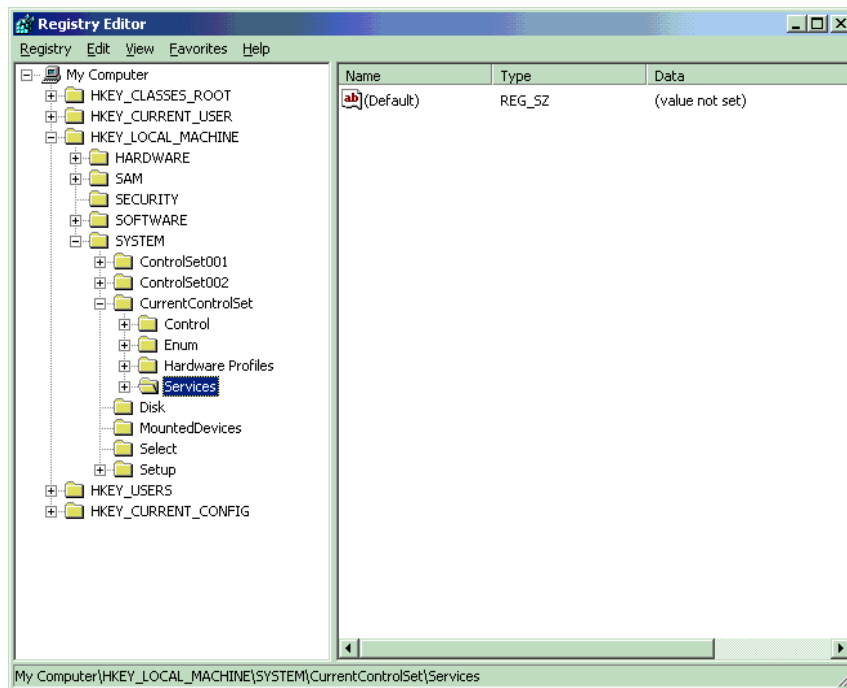 Registry Editor
Registry Edit View Favorites Help
My Computer
HKEY_CLASSES_ROOT
HKEY_CURRENT_USER
HKEY_LOCAL_MACHINE
HARDWARE
SAM
SECURITY
SOFTWARE
SYSTEM
ControlSet001
ControlSet002
CurrentControlSet
Control
Enum
Hardware Profiles
Services
Disk
MountedDevices
Select
Setup
HKEY_USERS
HKEY_CURRENT_CONFIG
Name Type Data
ab (Default) REG_SZ (value not set)
My Computer\HKEY_LOCAL_MACHINE\SYSTEM\CurrentControlSet\Services